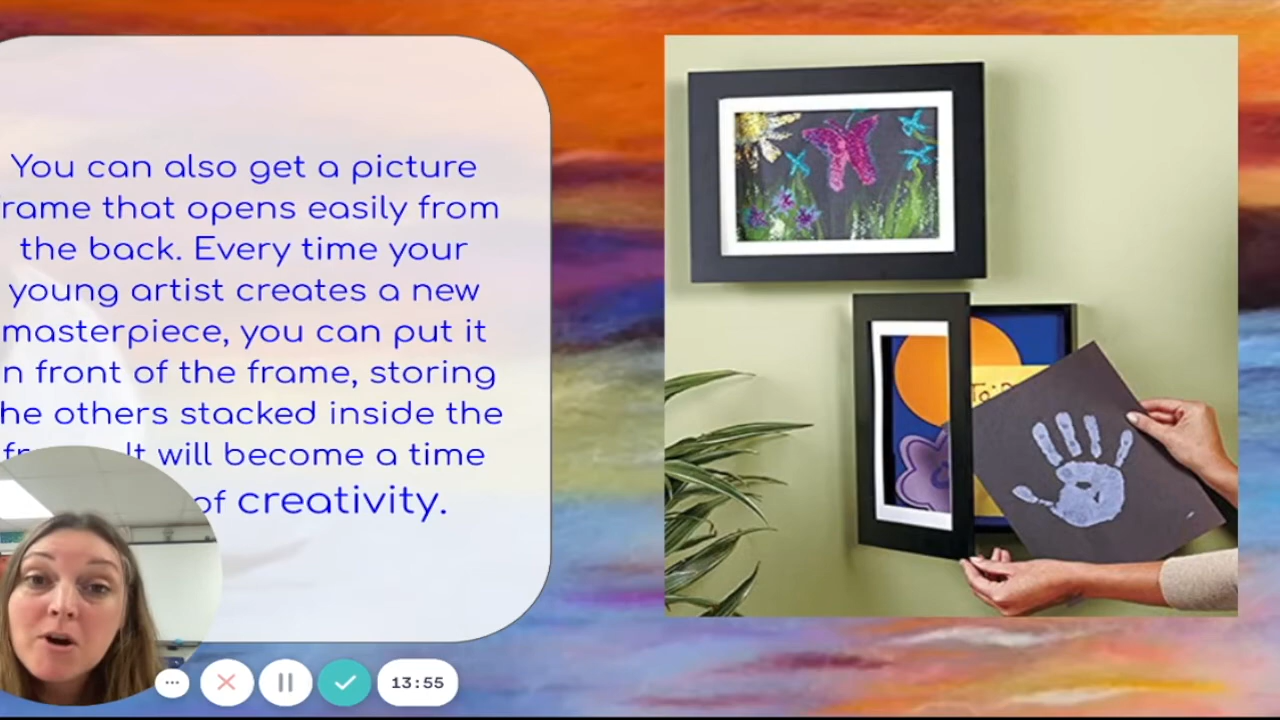 You can also get a picture
rame that opens easily from
the back. Every time your
young artist creates a new
masterpiece, you can put it
n front of the frame, storing
he others stacked inside the
It will become a time
of creativity.
To:
13:55